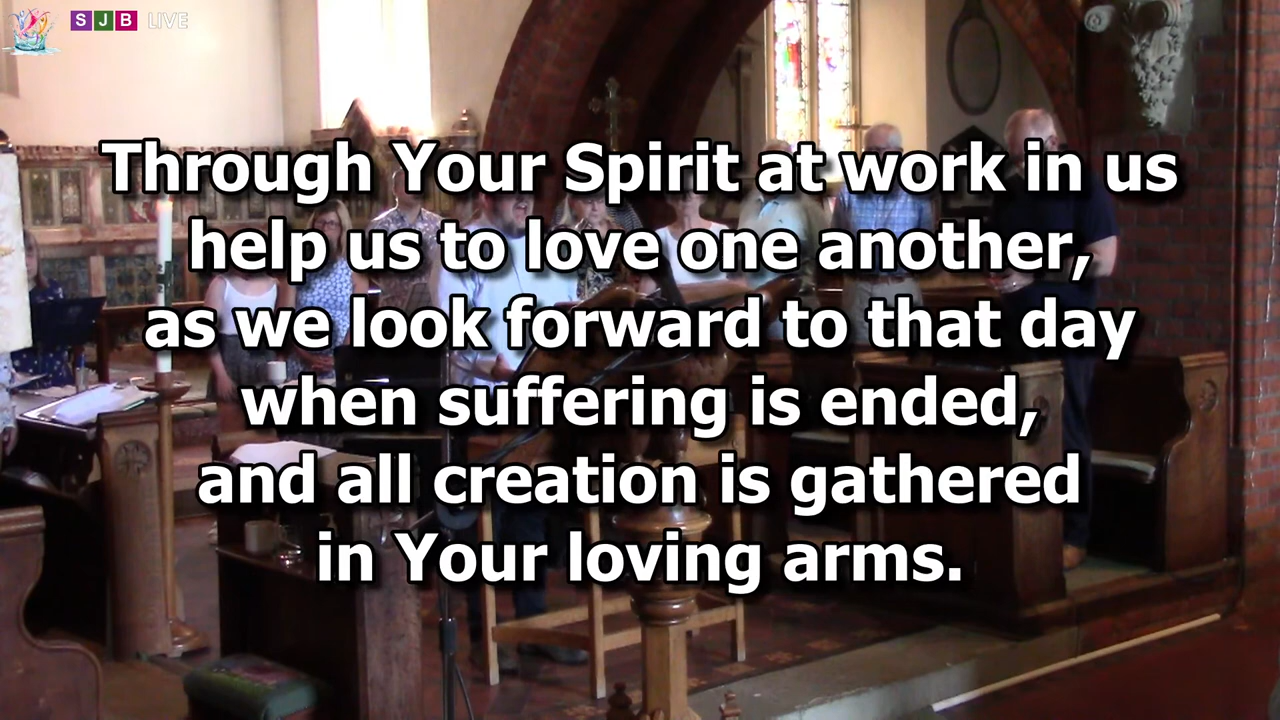 SJB LIVE
Through Your Spirit at work in us
help us to love one another,
as we look forward to that day
when suffering is ended,
and all creation is gathered
in Your loving arms.